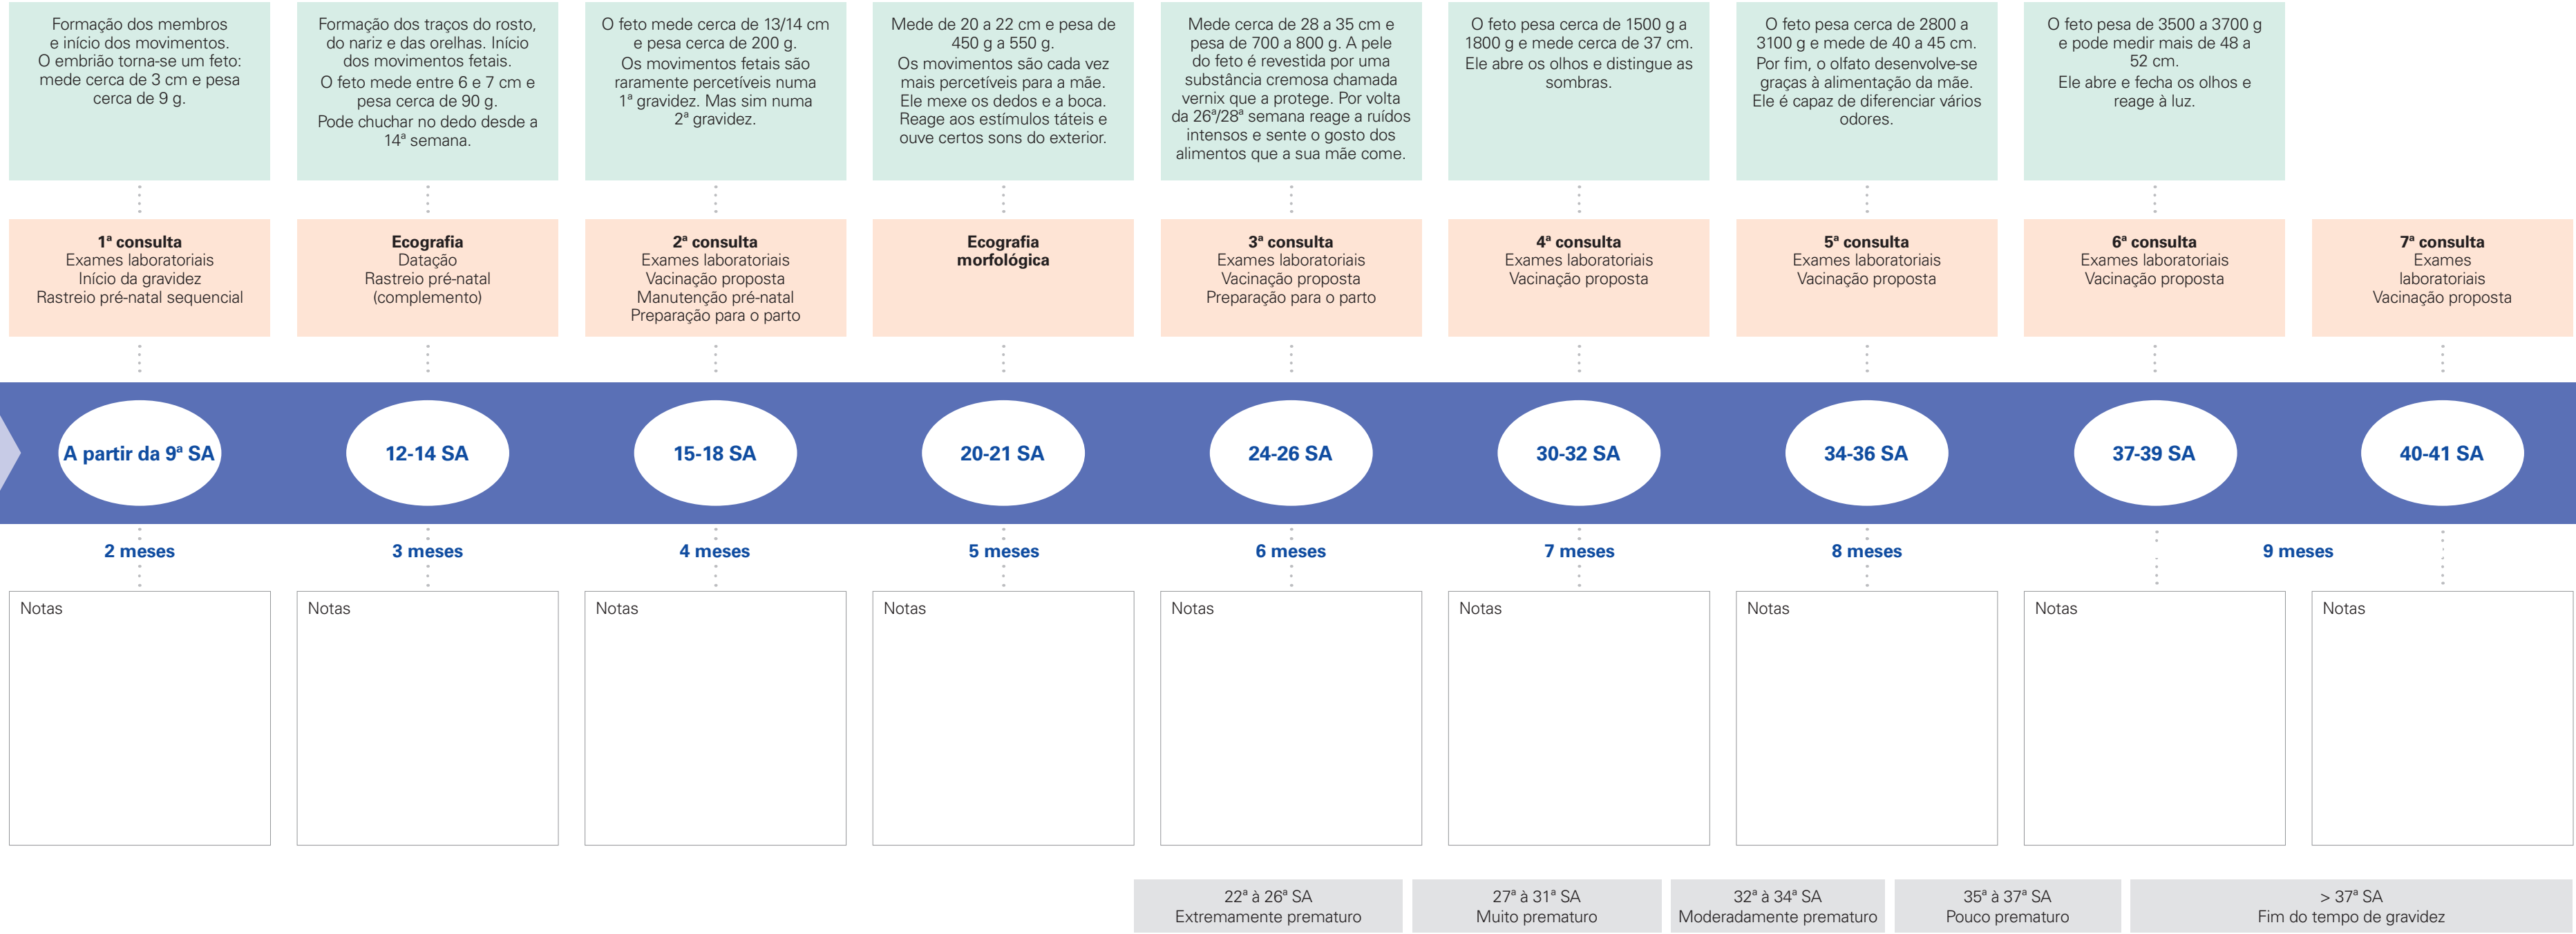 Formação dos membros
e início dos movimentos.
O embrião torna-se um feto:
mede cerca de 3 cm e pesa
cerca de 9 g.
Formação dos traços do rosto,
do nariz e das orelhas. Início
dos movimentos fetais.
O feto mede entre 6 e 7 cm e
pesa cerca de 90 g.
Pode chuchar no dedo desde a
14ª semana.
O feto mede cerca de 13/14 cm
e pesa cerca de 200 g.
Os movimentos fetais são
raramente percetíveis numa
1ª gravidez. Mas sim numa
2ª gravidez.
Mede de 20 a 22 cm e pesa de
450 g a 550 g.
Os movimentos são cada vez
mais percetíveis para a mãe.
Ele mexe os dedos e a boca.
Reage aos estímulos táteis e
ouve certos sons do exterior.
Mede cerca de 28 a 35 cm e
pesa de 700 a 800 g. A pele
do feto é revestida por uma
substância cremosa chamada
vernix que a protege. Por volta
da 26ª/28ª semana reage a ruídos
intensos e sente o gosto dos
alimentos que a sua mãe come.
O feto pesa cerca de 1500 g a
1800 g e mede cerca de 37 cm.
Ele abre os olhos e distingue as
sombras.
O feto pesa cerca de 2800 a
3100 g e mede de 40 a 45 cm.
Por fim, o olfato desenvolve-se
graças à alimentação da mãe.
Ele é capaz de diferenciar vários
odores.
O feto pesa de 3500 a 3700 g
e pode medir mais de 48 a
52 cm.
Ele abre e fecha os olhos e
reage à luz.
1ª consulta
Exames laboratoriais
Início da gravidez
Rastreio pré-natal sequencial
Ecografia
Datação
Rastreio pré-natal
(complemento)
2ª consulta
Exames laboratoriais
Vacinação proposta
Manutenção pré-natal
Preparação para o parto
Ecografia
morfológica
3ª consulta
Exames laboratoriais
Vacinação proposta
Preparação para o parto
4ª consulta
Exames laboratoriais
Vacinação proposta
5ª consulta
Exames laboratoriais
Vacinação proposta
6ª consulta
Exames laboratoriais
Vacinação proposta
7ª consulta
Exames
laboratoriais
Vacinação proposta
A partir da 9ª SA
12-14 SA
15-18 SA
20-21 SA
24-26 SA
30-32 SA
34-36 SA
37-39 SA
40-41 SA
2 meses
3 meses
4 meses
5 meses
6 meses
7 meses
8 meses
9 meses
Notas
Notas
Notas
Notas
Notas
Notas
Notas
Notas
Notas
22ª à 26ª SA
Extremamente prematuro
27ª à 31ª SA
Muito prematuro
32ª à 34ª SA
Moderadamente prematuro
35ª à 37ª SA
Pouco prematuro
> 37ª SA
Fim do tempo de gravidez